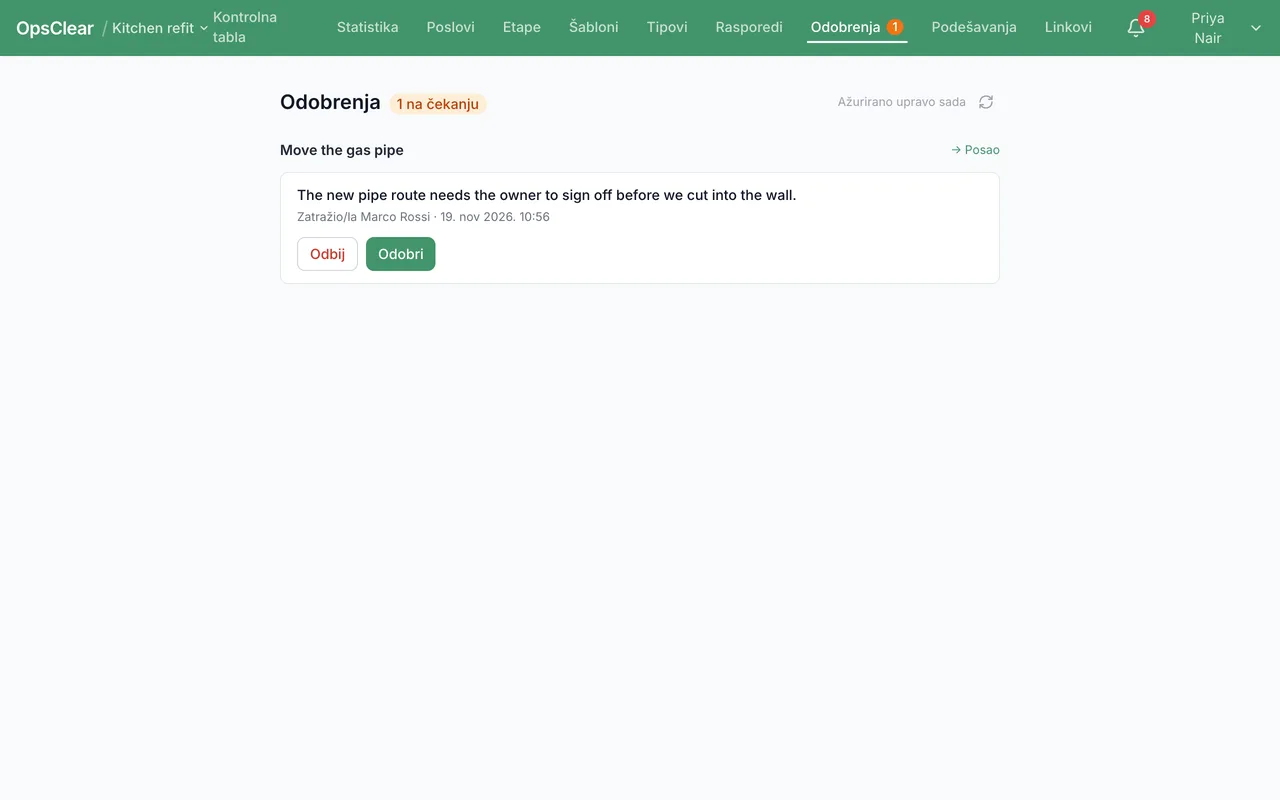 OpsClear / Kitchen refit
Kontrolna tabla
Statistika
Poslovi
Etape
Šabloni
Tipovi
Rasporedi
Odobrenja 1
Podešavanja
Linkovi
8
Priya Nair
Odobrenja 1 na čekanju
Ažurirano upravo sada
Move the gas pipe
→ Posao
The new pipe route needs the owner to sign off before we cut into the wall.
Zatražio/la Marco Rossi · 19. nov 2026. 10:56
Odbij
Odobri